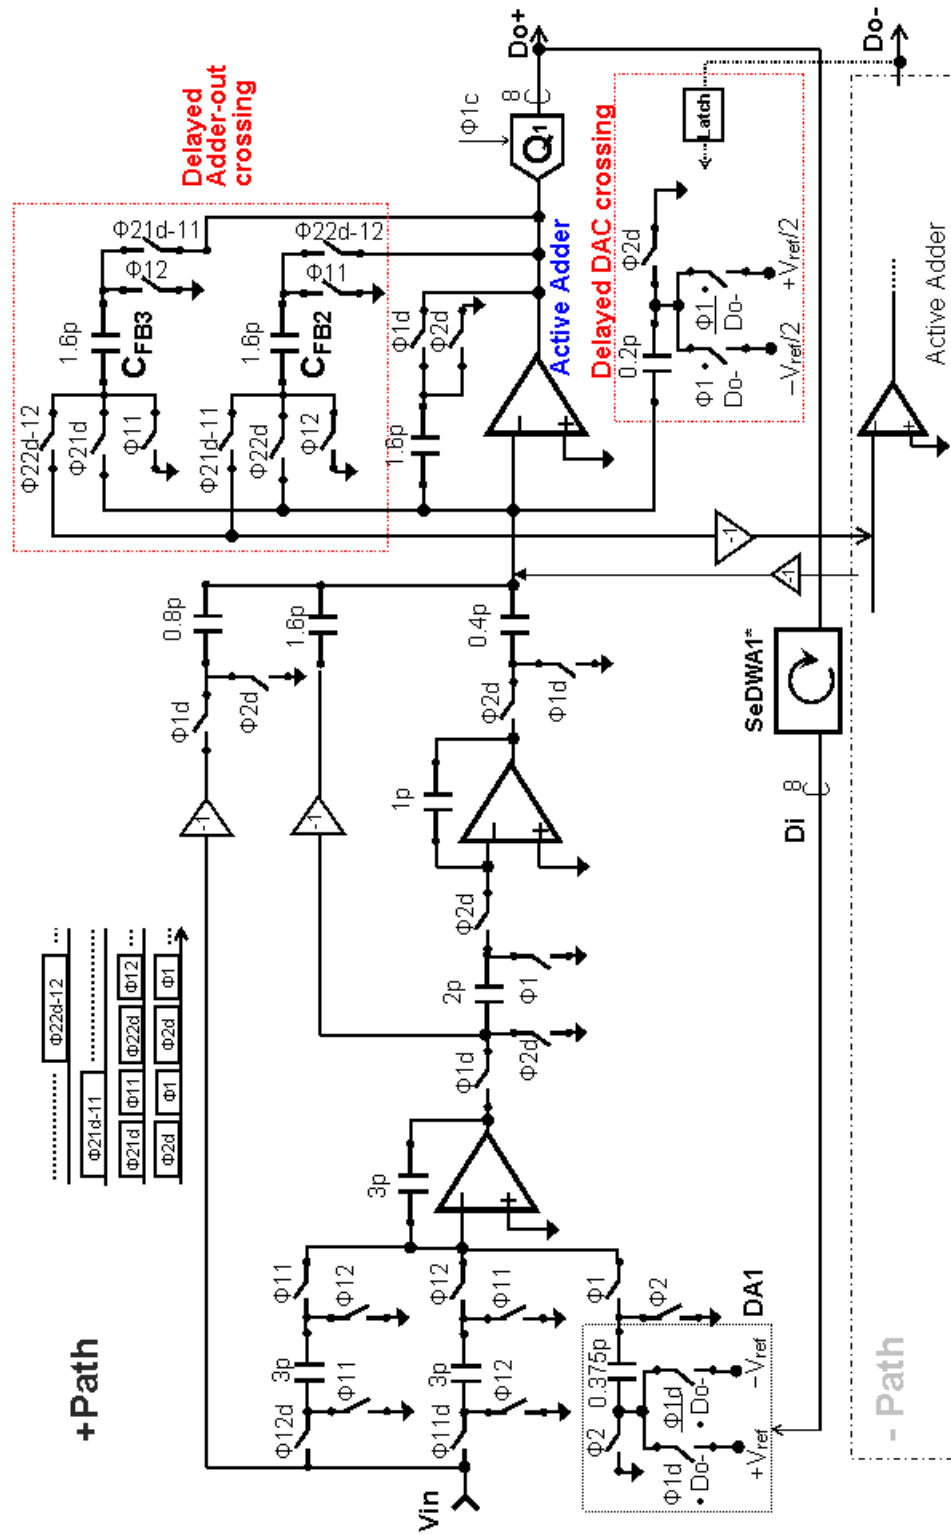 +Path
Φ22d-12
Φ21d-11
Φ21d Φ11 Φ22d Φ12
Φ2d Φ1 Φ2d Φ1
Delayed
Adder-out
crossing
Φ22d-12
Φ21d
Φ11
1.6p
CFB3
Φ21d-11
Φ12
Φ21d-11
Φ22d
Φ12
1.6p
CFB2
Φ22d-12
Φ11
-1
Φ1d
Φ2d
0.8p
-1
1.6p
1.6p
Φ1d
Φ2d
Vin
Φ12d
Φ11
3p
Φ11
Φ12
Φ11d
Φ12
3p
Φ12
Φ11
3p
Φ1d
Φ2d
2p
Φ1
Φ2d
1p
Φ2d
Φ1d
0.4p
Active Adder
Φ1c
Q1
8
Do+
Φ2
0.375p
Φ1
Φ2
Φ1d
• Do-
Φ1d
• Do-
+Vref
−Vref
DA1
Delayed DAC crossing
0.2p
Φ2d
Φ1
• Do-
Φ1
• Do-
−Vref/2
+Vref/2
Latch
-1
-1
Di
8
SeDWA1*
Do-
- Path
Active Adder